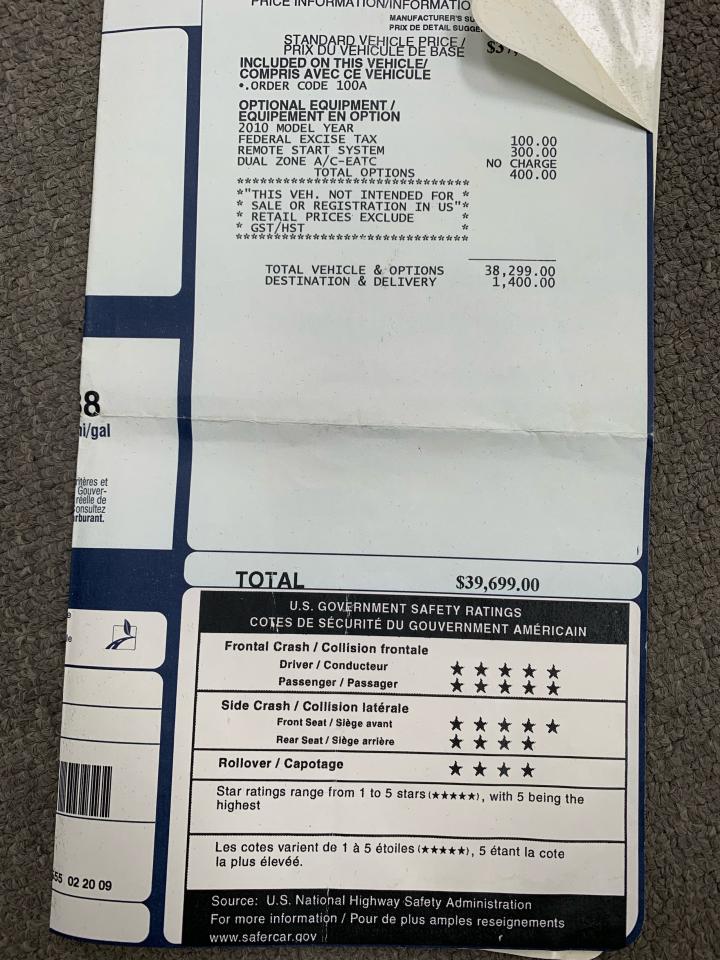 PRICE INFORMATION/INFORMATIO
MANUFACTURER'S SU
PRIX DE DETAIL SUGGE
STANDARD VEHICLE PRICE /
PRIX DU VEHICULE DE BASE
INCLUDED ON THIS VEHICLE/
COMPRIS AVEC CE VEHICULE
•.ORDER CODE 100A
OPTIONAL EQUIPMENT /
EQUIPEMENT EN OPTION
2010 MODEL YEAR
FEDERAL EXCISE TAX 100.00
REMOTE START SYSTEM 300.00
DUAL ZONE A/C-EATC NO CHARGE
TOTAL OPTIONS 400.00
******************************
*"THIS VEH. NOT INTENDED FOR *
* SALE OR REGISTRATION IN US"*
* RETAIL PRICES EXCLUDE *
* GST/HST *
******************************
TOTAL VEHICLE & OPTIONS 38,299.00
DESTINATION & DELIVERY 1,400.00
8
mi/gal
ritères et
Gouver-
réelle de
onsultez
rburant.
TOTAL $39,699.00
U.S. GOVERNMENT SAFETY RATINGS
COTES DE SÉCURITÉ DU GOUVERNMENT AMÉRICAIN
Frontal Crash / Collision frontale
Driver / Conducteur ★ ★ ★ ★ ★
Passenger / Passager ★ ★ ★ ★ ★
Side Crash / Collision latérale
Front Seat / Siège avant ★ ★ ★ ★ ★
Rear Seat / Siège arrière ★ ★ ★ ★
Rollover / Capotage ★ ★ ★ ★
Star ratings range from 1 to 5 stars (★★★★★), with 5 being the
highest
Les cotes varient de 1 à 5 étoiles (★★★★★), 5 étant la cote
la plus élevéé.
55 02 20 09
Source: U.S. National Highway Safety Administration
For more information / Pour de plus amples reseignements
www.safercar.gov